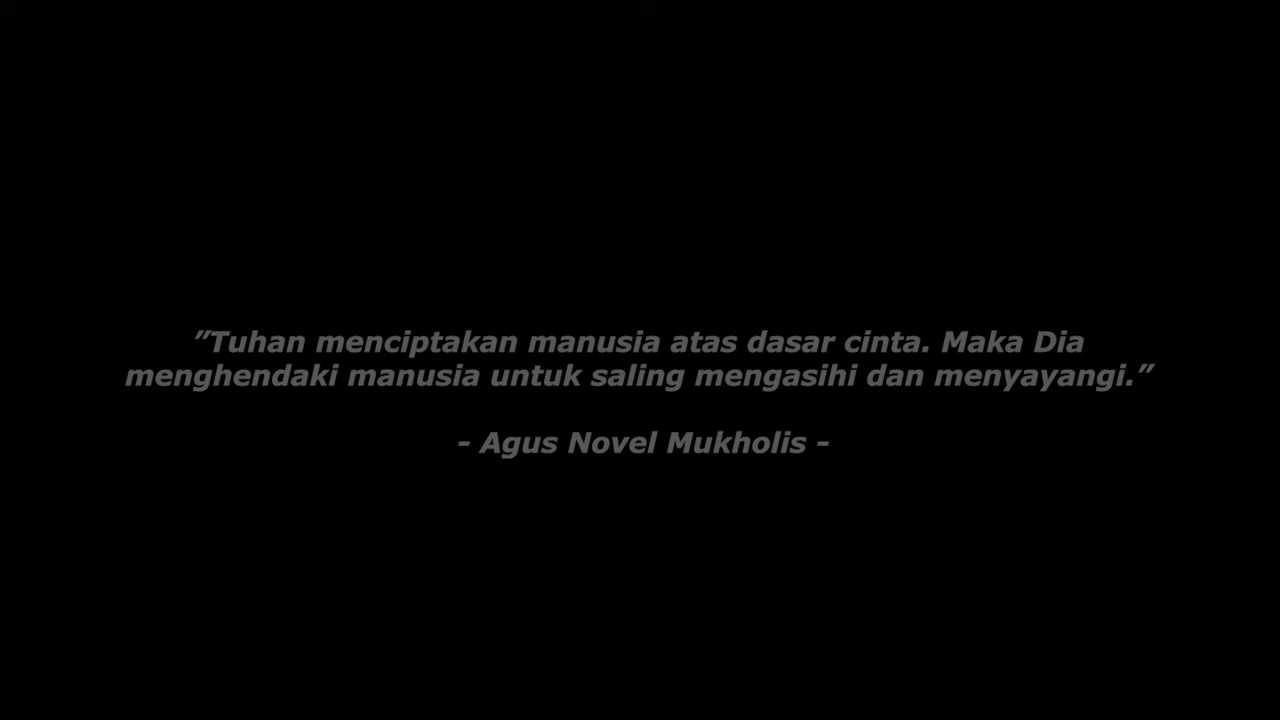 "Tuhan menciptakan manusia atas dasar cinta. Maka Dia
menghendaki manusia untuk saling mengasihi dan menyayangi."
- Agus Novel Mukholis -